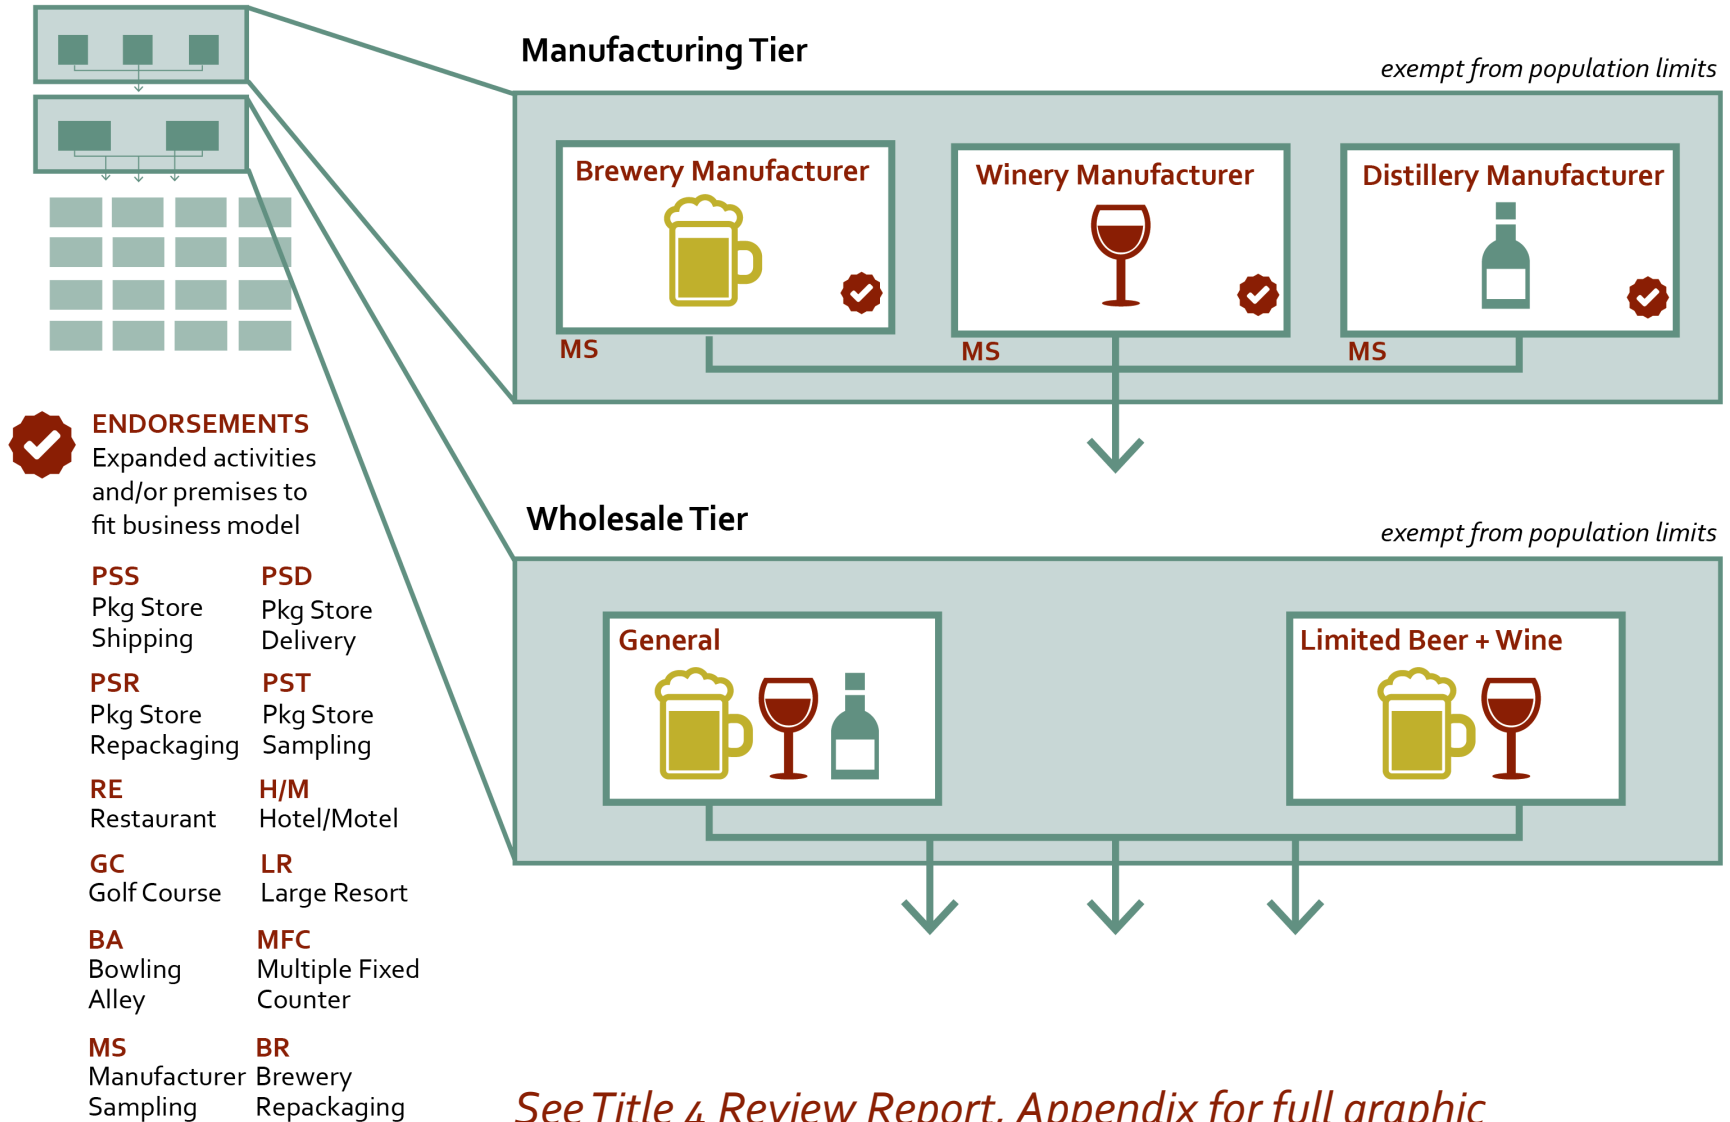 Manufacturing Tier
exempt from population limits
Brewery Manufacturer
Winery Manufacturer
Distillery Manufacturer
MS
MS
MS
ENDORSEMENTS
Expanded activities
and/or premises to
fit business model
Wholesale Tier
exempt from population limits
General
Limited Beer + Wine
PSS
Pkg Store
Shipping
PSD
Pkg Store
Delivery
PSR
Pkg Store
Repackaging
PST
Pkg Store
Sampling
RE
Restaurant
H/M
Hotel/Motel
GC
Golf Course
LR
Large Resort
BA
Bowling
Alley
MFC
Multiple Fixed
Counter
MS
Manufacturer
Sampling
BR
Brewery
Repackaging
See Title 4 Review Report, Appendix for full graphic